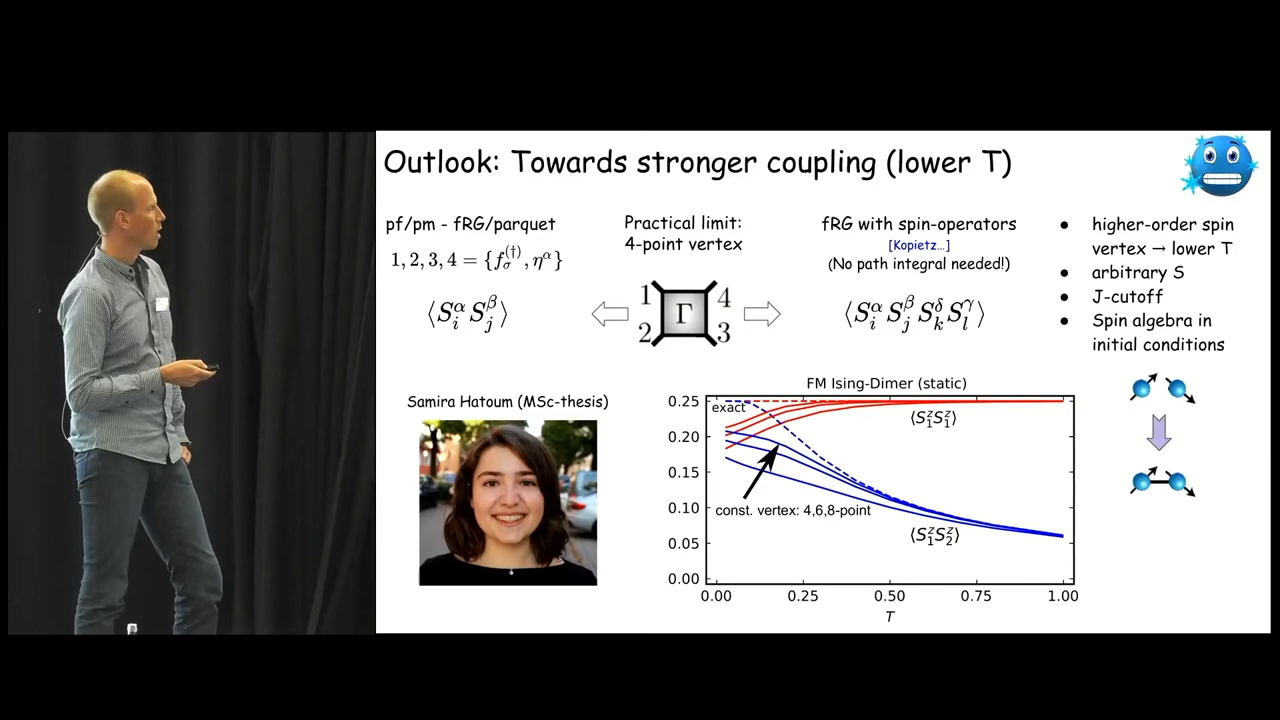 Outlook: Towards stronger coupling (lower T)
pf/pm - fRG/parquet
1, 2, 3, 4 = {f_σ^(†), η^α}
⟨S_i^α S_j^β⟩
Practical limit:
4-point vertex
1 4
Γ
2 3
fRG with spin-operators
[Kopietz…]
(No path integral needed!)
⟨S_i^α S_j^β S_k^δ S_l^γ⟩
● higher-order spin
vertex → lower T
● arbitrary S
● J-cutoff
● Spin algebra in
initial conditions
Samira Hatoum (MSc-thesis)
FM Ising-Dimer (static)
0.25
0.20
0.15
0.10
0.05
0.00
exact
⟨S_1^z S_1^z⟩
const. vertex: 4,6,8-point
⟨S_1^z S_2^z⟩
0.00 0.25 0.50 0.75 1.00
T